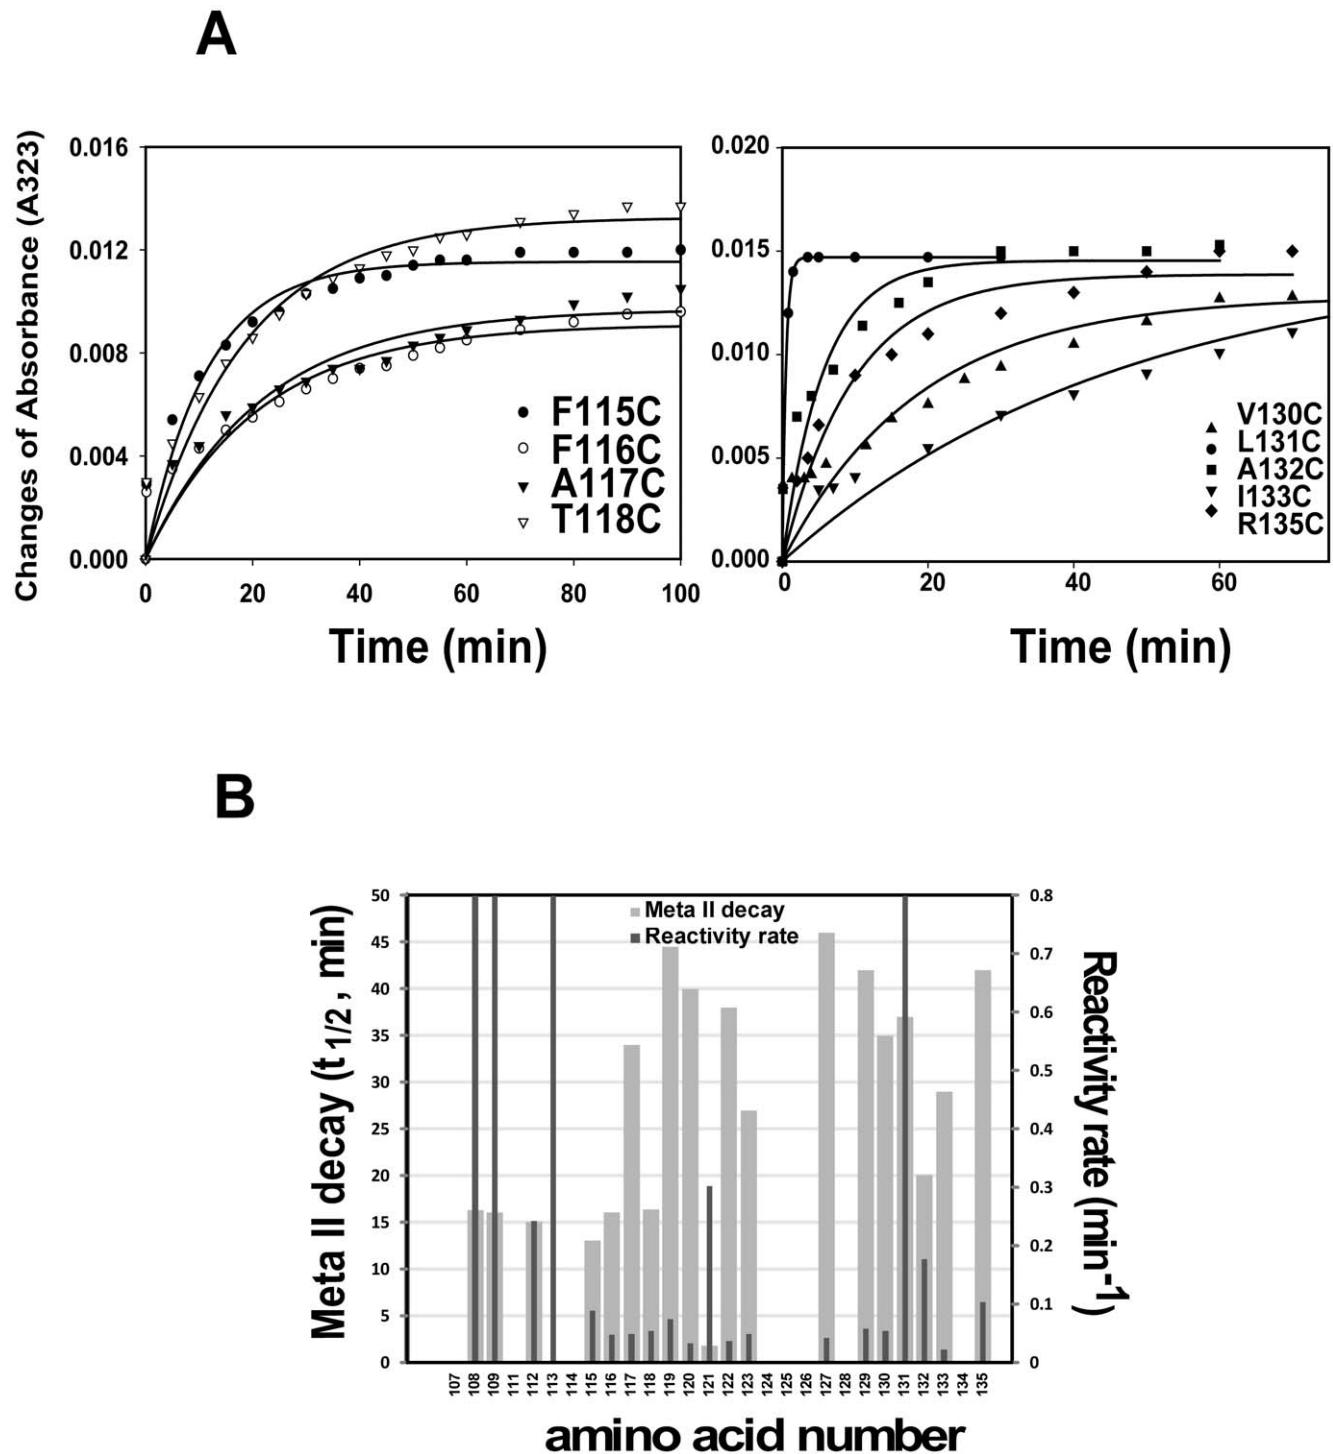 A
Changes of Absorbance (A323)
0.016
0.012
0.008
0.004
0.000
0 20 40 60 80 100
Time (min)
F115C
F116C
A117C
T118C
0.020
0.015
0.010
0.005
0.000
0 20 40 60
Time (min)
V130C
L131C
A132C
I133C
R135C
B
Meta II decay (t 1/2, min)
50
45
40
35
30
25
20
15
10
5
0
Meta II decay
Reactivity rate
0.8
0.7
0.6
0.5
0.4
0.3
0.2
0.1
0
Reactivity rate (min-1)
107 108 109 111 112 113 114 115 116 117 118 119 120 121 122 123 124 125 126 127 128 129 130 131 132 133 134 135
amino acid number